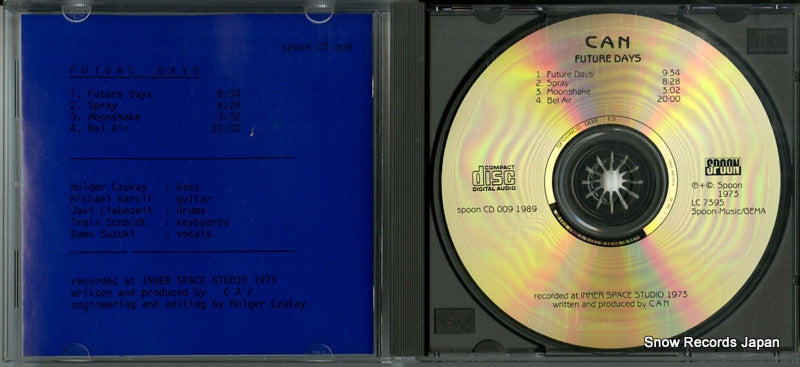 spoon CD 009
FUTURE DAYS
1. Future Days 9:34
2. Spray 8:28
3. Moonshake 3:02
4. Bel Air 20:00
Holger Czukay : bass
Michael Karoli : guitar
Jaki Liebezeit : drums
Irmin Schmidt : keyboards
Damo Suzuki : vocals
recorded at INNER SPACE STUDIO 1973
written and produced by CAN
engineering and editing by Holger Czukay
CAN
FUTURE DAYS
1. Future Days 9:34
2. Spray 8:28
3. Moonshake 3:02
4. Bel Air 20:00
COMPACT
disc
DIGITAL AUDIO
SPOON
℗+©: Spoon
1973
LC 7395
Spoon-Music/GEMA
spoon CD 009 1989
recorded at INNER SPACE STUDIO 1973
written and produced by CAN
Snow Records Japan